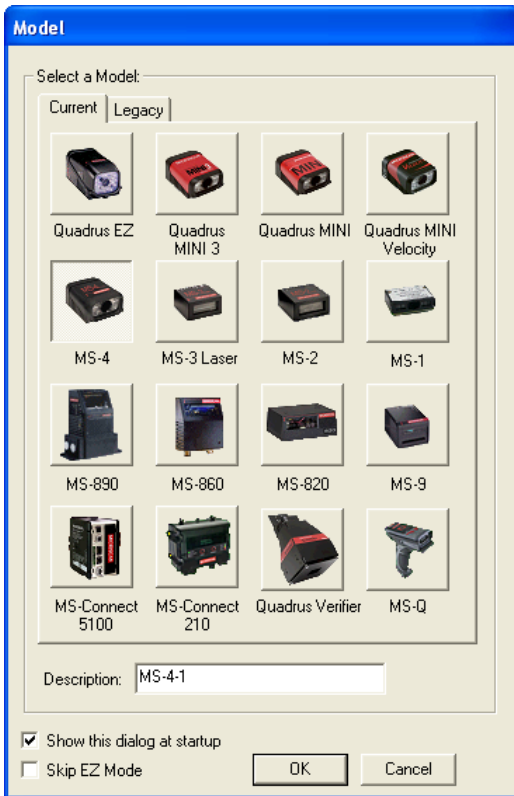 Model
Select a Model:
Current
Legacy
Quadrus EZ
Quadrus MINI 3
Quadrus MINI
Quadrus MINI Velocity
MS-4
MS-3 Laser
MS-2
MS-1
MS-890
MS-860
MS-820
MS-9
MS-Connect 5100
MS-Connect 210
Quadrus Verifier
MS-Q
Description:
MS-4-1
Show this dialog at startup
Skip EZ Mode
OK
Cancel